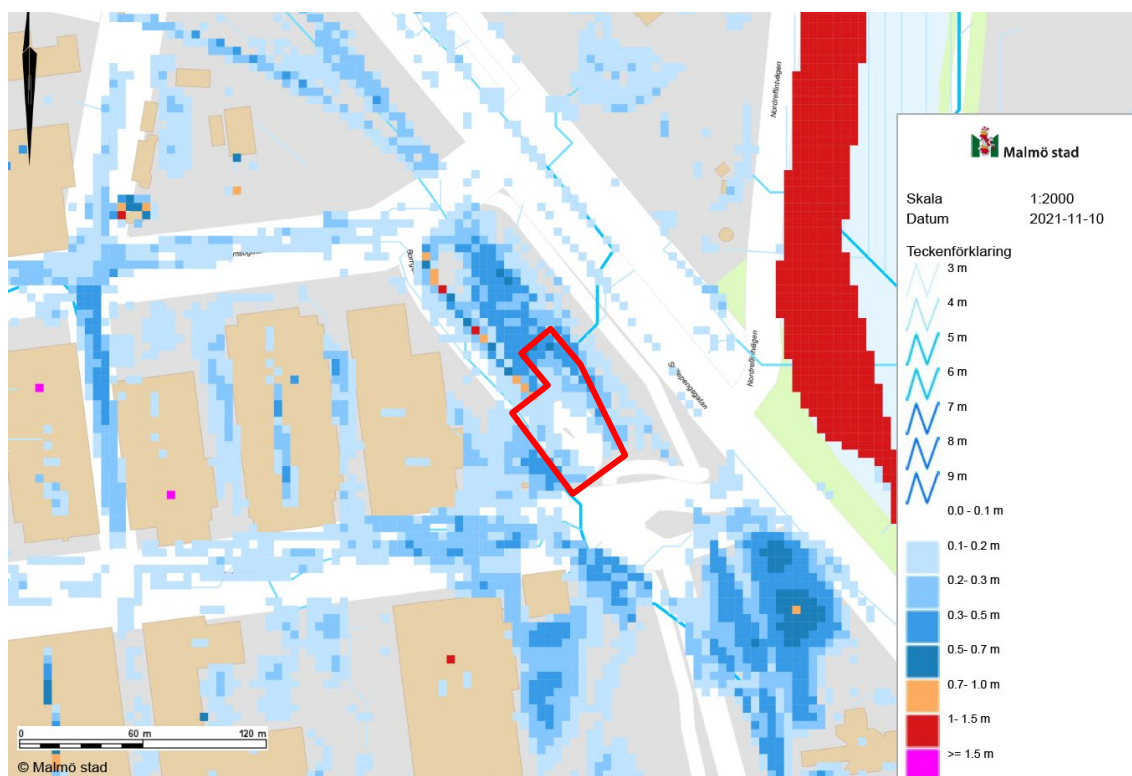 Nordreflinthägen
Nordreflinthägen
Malmö stad
Skala 1:2000
Datum 2021-11-10
Teckenförklaring
3 m
4 m
5 m
6 m
7 m
8 m
9 m
0.0 - 0.1 m
0.1- 0.2 m
0.2- 0.3 m
0.3- 0.5 m
0.5- 0.7 m
0.7- 1.0 m
1- 1.5 m
>= 1.5 m
0 60 m 120 m
© Malmö stad